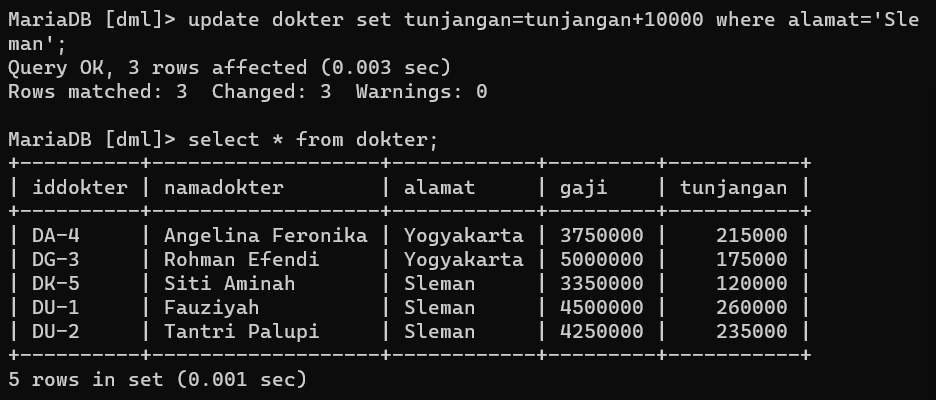 MariaDB [dml]> update dokter set tunjangan=tunjangan+10000 where alamat='Sle
man';
Query OK, 3 rows affected (0.003 sec)
Rows matched: 3  Changed: 3  Warnings: 0

MariaDB [dml]> select * from dokter;
+----------+-------------------+------------+---------+-----------+
| iddokter | namadokter        | alamat     | gaji    | tunjangan |
+----------+-------------------+------------+---------+-----------+
| DA-4     | Angelina Feronika | Yogyakarta | 3750000 |    215000 |
| DG-3     | Rohman Efendi     | Yogyakarta | 5000000 |    175000 |
| DK-5     | Siti Aminah       | Sleman     | 3350000 |    120000 |
| DU-1     | Fauziyah          | Sleman     | 4500000 |    260000 |
| DU-2     | Tantri Palupi     | Sleman     | 4250000 |    235000 |
+----------+-------------------+------------+---------+-----------+
5 rows in set (0.001 sec)